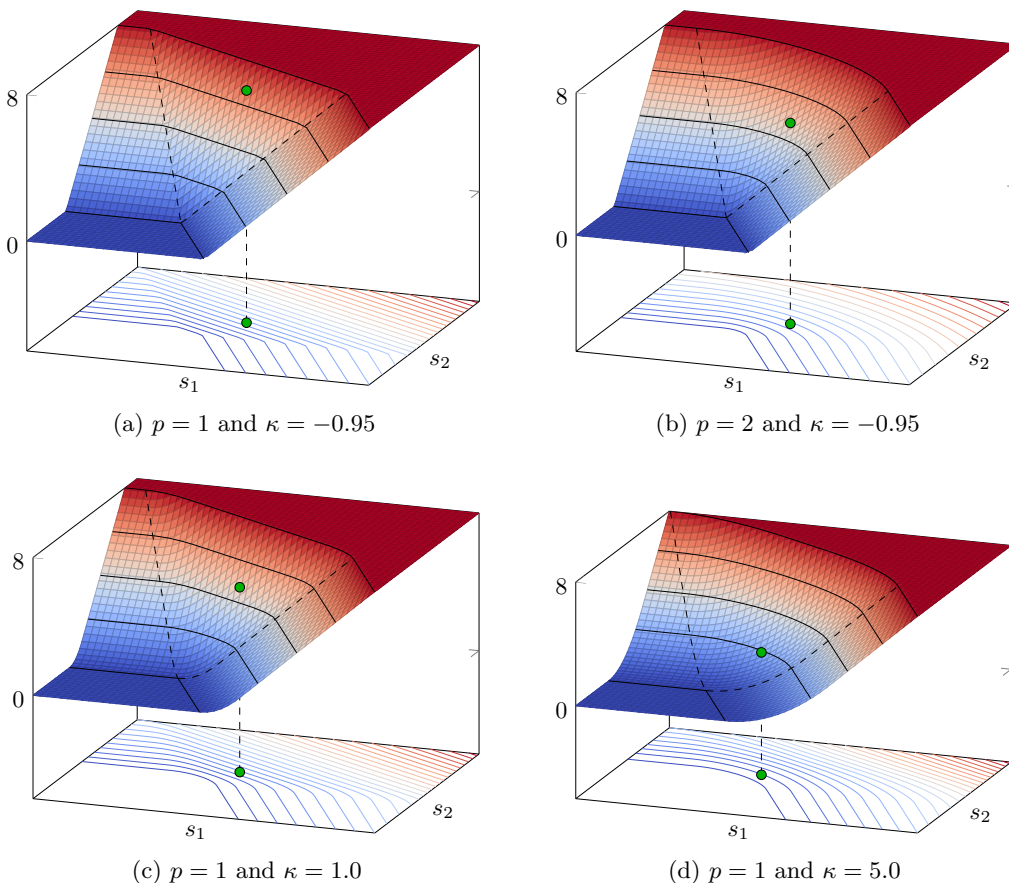 8
0
s₁
s₂
(a) p = 1 and κ = −0.95
8
0
s₁
s₂
(b) p = 2 and κ = −0.95
8
0
s₁
s₂
(c) p = 1 and κ = 1.0
8
0
s₁
s₂
(d) p = 1 and κ = 5.0